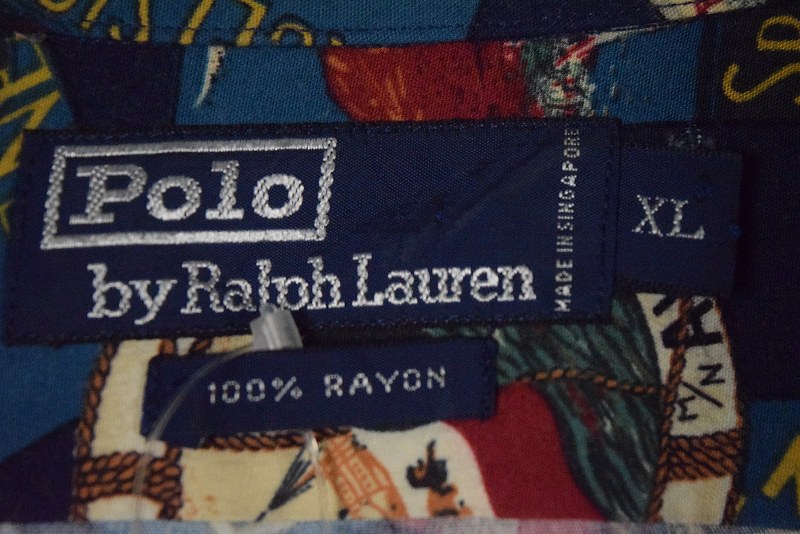 Polo
by Ralph Lauren
MADE IN SINGAPORE
XL
100% RAYON
M/N